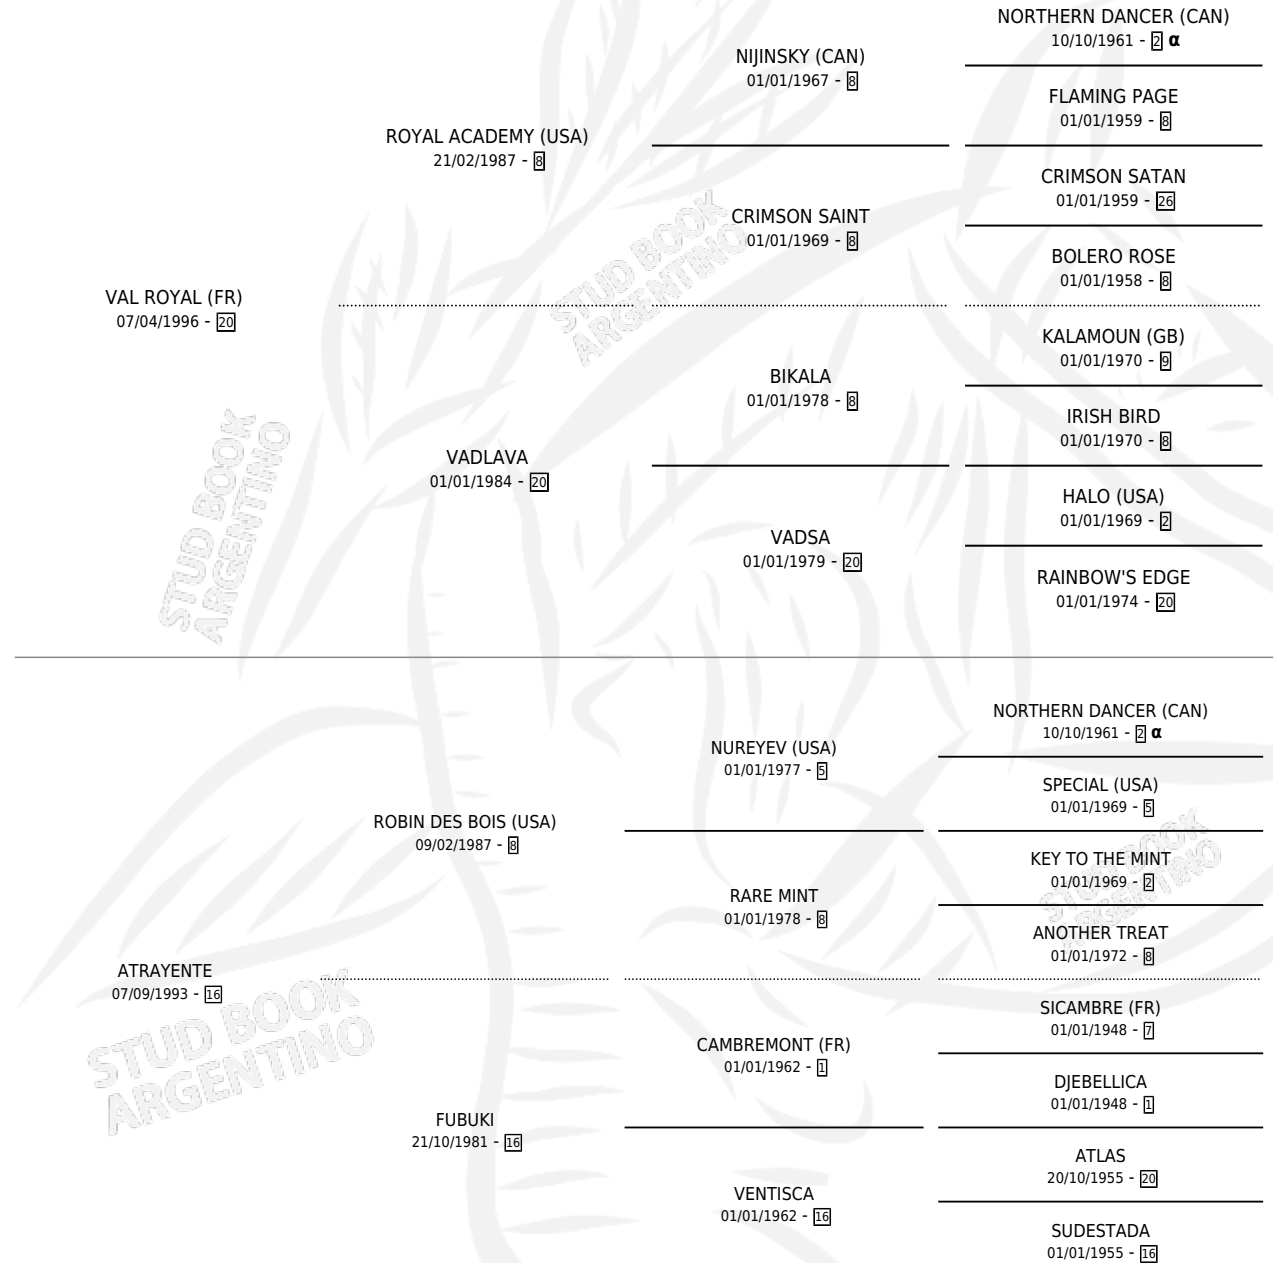 NORTHERN DANCER (CAN)
10/10/1961 - 2 α
NIJINSKY (CAN)
01/01/1967 - 8
FLAMING PAGE
01/01/1959 - 8
ROYAL ACADEMY (USA)
21/02/1987 - 8
CRIMSON SATAN
01/01/1959 - 26
CRIMSON SAINT
01/01/1969 - 8
BOLERO ROSE
01/01/1958 - 8
VAL ROYAL (FR)
07/04/1996 - 20
KALAMOUN (GB)
01/01/1970 - 9
BIKALA
01/01/1978 - 8
IRISH BIRD
01/01/1970 - 8
VADLAVA
01/01/1984 - 20
HALO (USA)
01/01/1969 - 2
VADSA
01/01/1979 - 20
RAINBOW'S EDGE
01/01/1974 - 20
STUD BOOK
ARGENTINO
STUD BOOK
ARGENTINO
NORTHERN DANCER (CAN)
10/10/1961 - 2 α
NUREYEV (USA)
01/01/1977 - 5
SPECIAL (USA)
01/01/1969 - 5
ROBIN DES BOIS (USA)
09/02/1987 - 8
KEY TO THE MINT
01/01/1969 - 2
RARE MINT
01/01/1978 - 8
ANOTHER TREAT
01/01/1972 - 8
ATRAYENTE
07/09/1993 - 16
SICAMBRE (FR)
01/01/1948 - 7
CAMBREMONT (FR)
01/01/1962 - 1
DJEBELLICA
01/01/1948 - 1
FUBUKI
21/10/1981 - 16
ATLAS
20/10/1955 - 20
VENTISCA
01/01/1962 - 16
SUDESTADA
01/01/1955 - 16
STUD BOOK
ARGENTINO
STUD BOOK
ARGENTINO